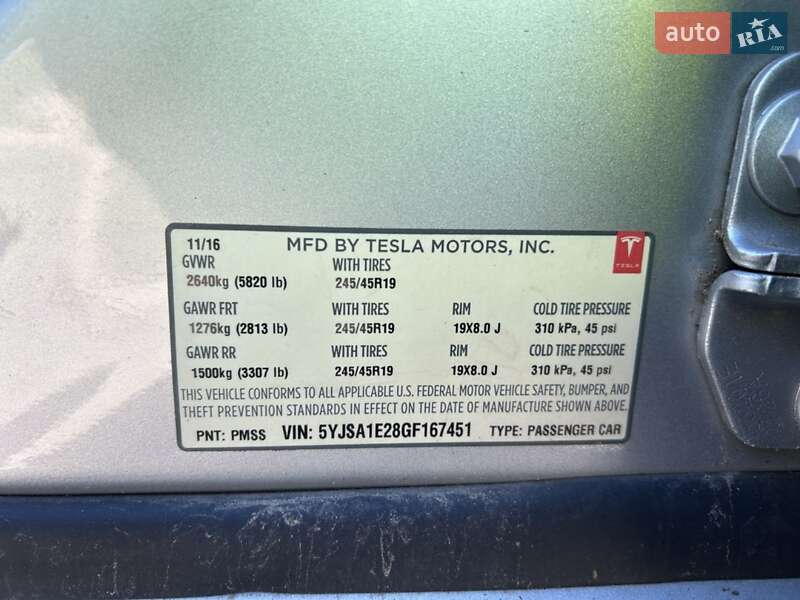 auto RIA.com
11/16 MFD BY TESLA MOTORS, INC.
GVWR WITH TIRES
2640kg (5820 lb) 245/45R19
TESLA
GAWR FRT WITH TIRES RIM COLD TIRE PRESSURE
1276kg (2813 lb) 245/45R19 19X8.0 J 310 kPa, 45 psi
GAWR RR WITH TIRES RIM COLD TIRE PRESSURE
1500kg (3307 lb) 245/45R19 19X8.0 J 310 kPa, 45 psi
THIS VEHICLE CONFORMS TO ALL APPLICABLE U.S. FEDERAL MOTOR VEHICLE SAFETY, BUMPER, AND
THEFT PREVENTION STANDARDS IN EFFECT ON THE DATE OF MANUFACTURE SHOWN ABOVE.
PNT: PMSS VIN: 5YJSA1E28GF167451 TYPE: PASSENGER CAR